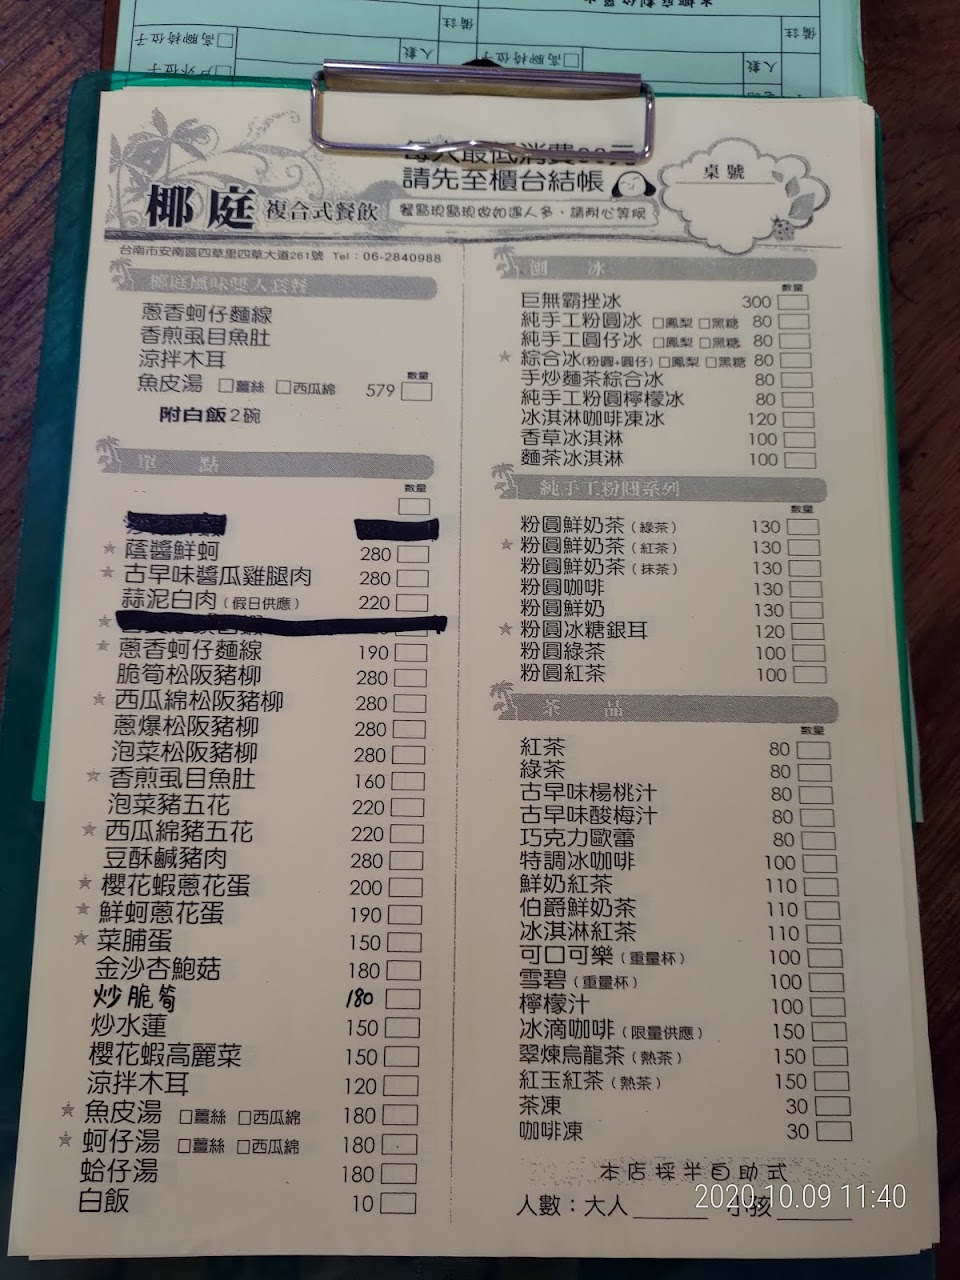 備註
備註
高腳椅位子
人數
高腳椅位子
人數
戶外位子
請先至櫃台結帳
桌號
椰庭 複合式餐飲
餐點現點現做如遇人多，請耐心等候
台南市安南區四草里四草大道261號 Tel：06-2840988
椰庭風味雙人套餐
蔥香蚵仔麵線
香煎虱目魚肚
涼拌木耳
數量
魚皮湯 □薑絲 □西瓜綿 579
附白飯2碗
單 點
數量
★ 蔭醬鮮蚵 280
★ 古早味醬瓜雞腿肉 280
蒜泥白肉（假日供應） 220
★
★ 蔥香蚵仔麵線 190
脆筍松阪豬柳 280
★ 西瓜綿松阪豬柳 280
蔥爆松阪豬柳 280
泡菜松阪豬柳 280
★ 香煎虱目魚肚 160
泡菜豬五花 220
★ 西瓜綿豬五花 220
豆酥鹹豬肉 280
★ 櫻花蝦蔥花蛋 200
★ 鮮蚵蔥花蛋 190
★ 菜脯蛋 150
金沙杏鮑菇 180
炒脆筍 180
炒水蓮 150
櫻花蝦高麗菜 150
涼拌木耳 120
★ 魚皮湯 □薑絲 □西瓜綿 180
★ 蚵仔湯 □薑絲 □西瓜綿 180
蛤仔湯 180
白飯 10
刨 冰
數量
巨無霸挫冰 300
純手工粉圓冰 □鳳梨 □黑糖 80
純手工圓仔冰 □鳳梨 □黑糖 80
★ 綜合冰(粉圓+圓仔) □鳳梨 □黑糖 80
手炒麵茶綜合冰 80
純手工粉圓檸檬冰 80
冰淇淋咖啡凍冰 120
香草冰淇淋 100
麵茶冰淇淋 100
純手工粉圓系列
數量
粉圓鮮奶茶（綠茶） 130
★ 粉圓鮮奶茶（紅茶） 130
粉圓鮮奶茶（抹茶） 130
粉圓咖啡 130
粉圓鮮奶 130
★ 粉圓冰糖銀耳 120
粉圓綠茶 100
粉圓紅茶 100
茶 品
數量
紅茶 80
綠茶 80
古早味楊桃汁 80
古早味酸梅汁 80
巧克力歐蕾 80
特調冰咖啡 100
鮮奶紅茶 110
伯爵鮮奶茶 110
冰淇淋紅茶 110
可口可樂（重量杯） 100
雪碧（重量杯） 100
檸檬汁 100
冰滴咖啡（限量供應） 150
翠煉烏龍茶（熱茶） 150
紅玉紅茶（熱茶） 150
茶凍 30
咖啡凍 30
本店採半自助式
人數：大人 小孩
2020.10.09 11:40